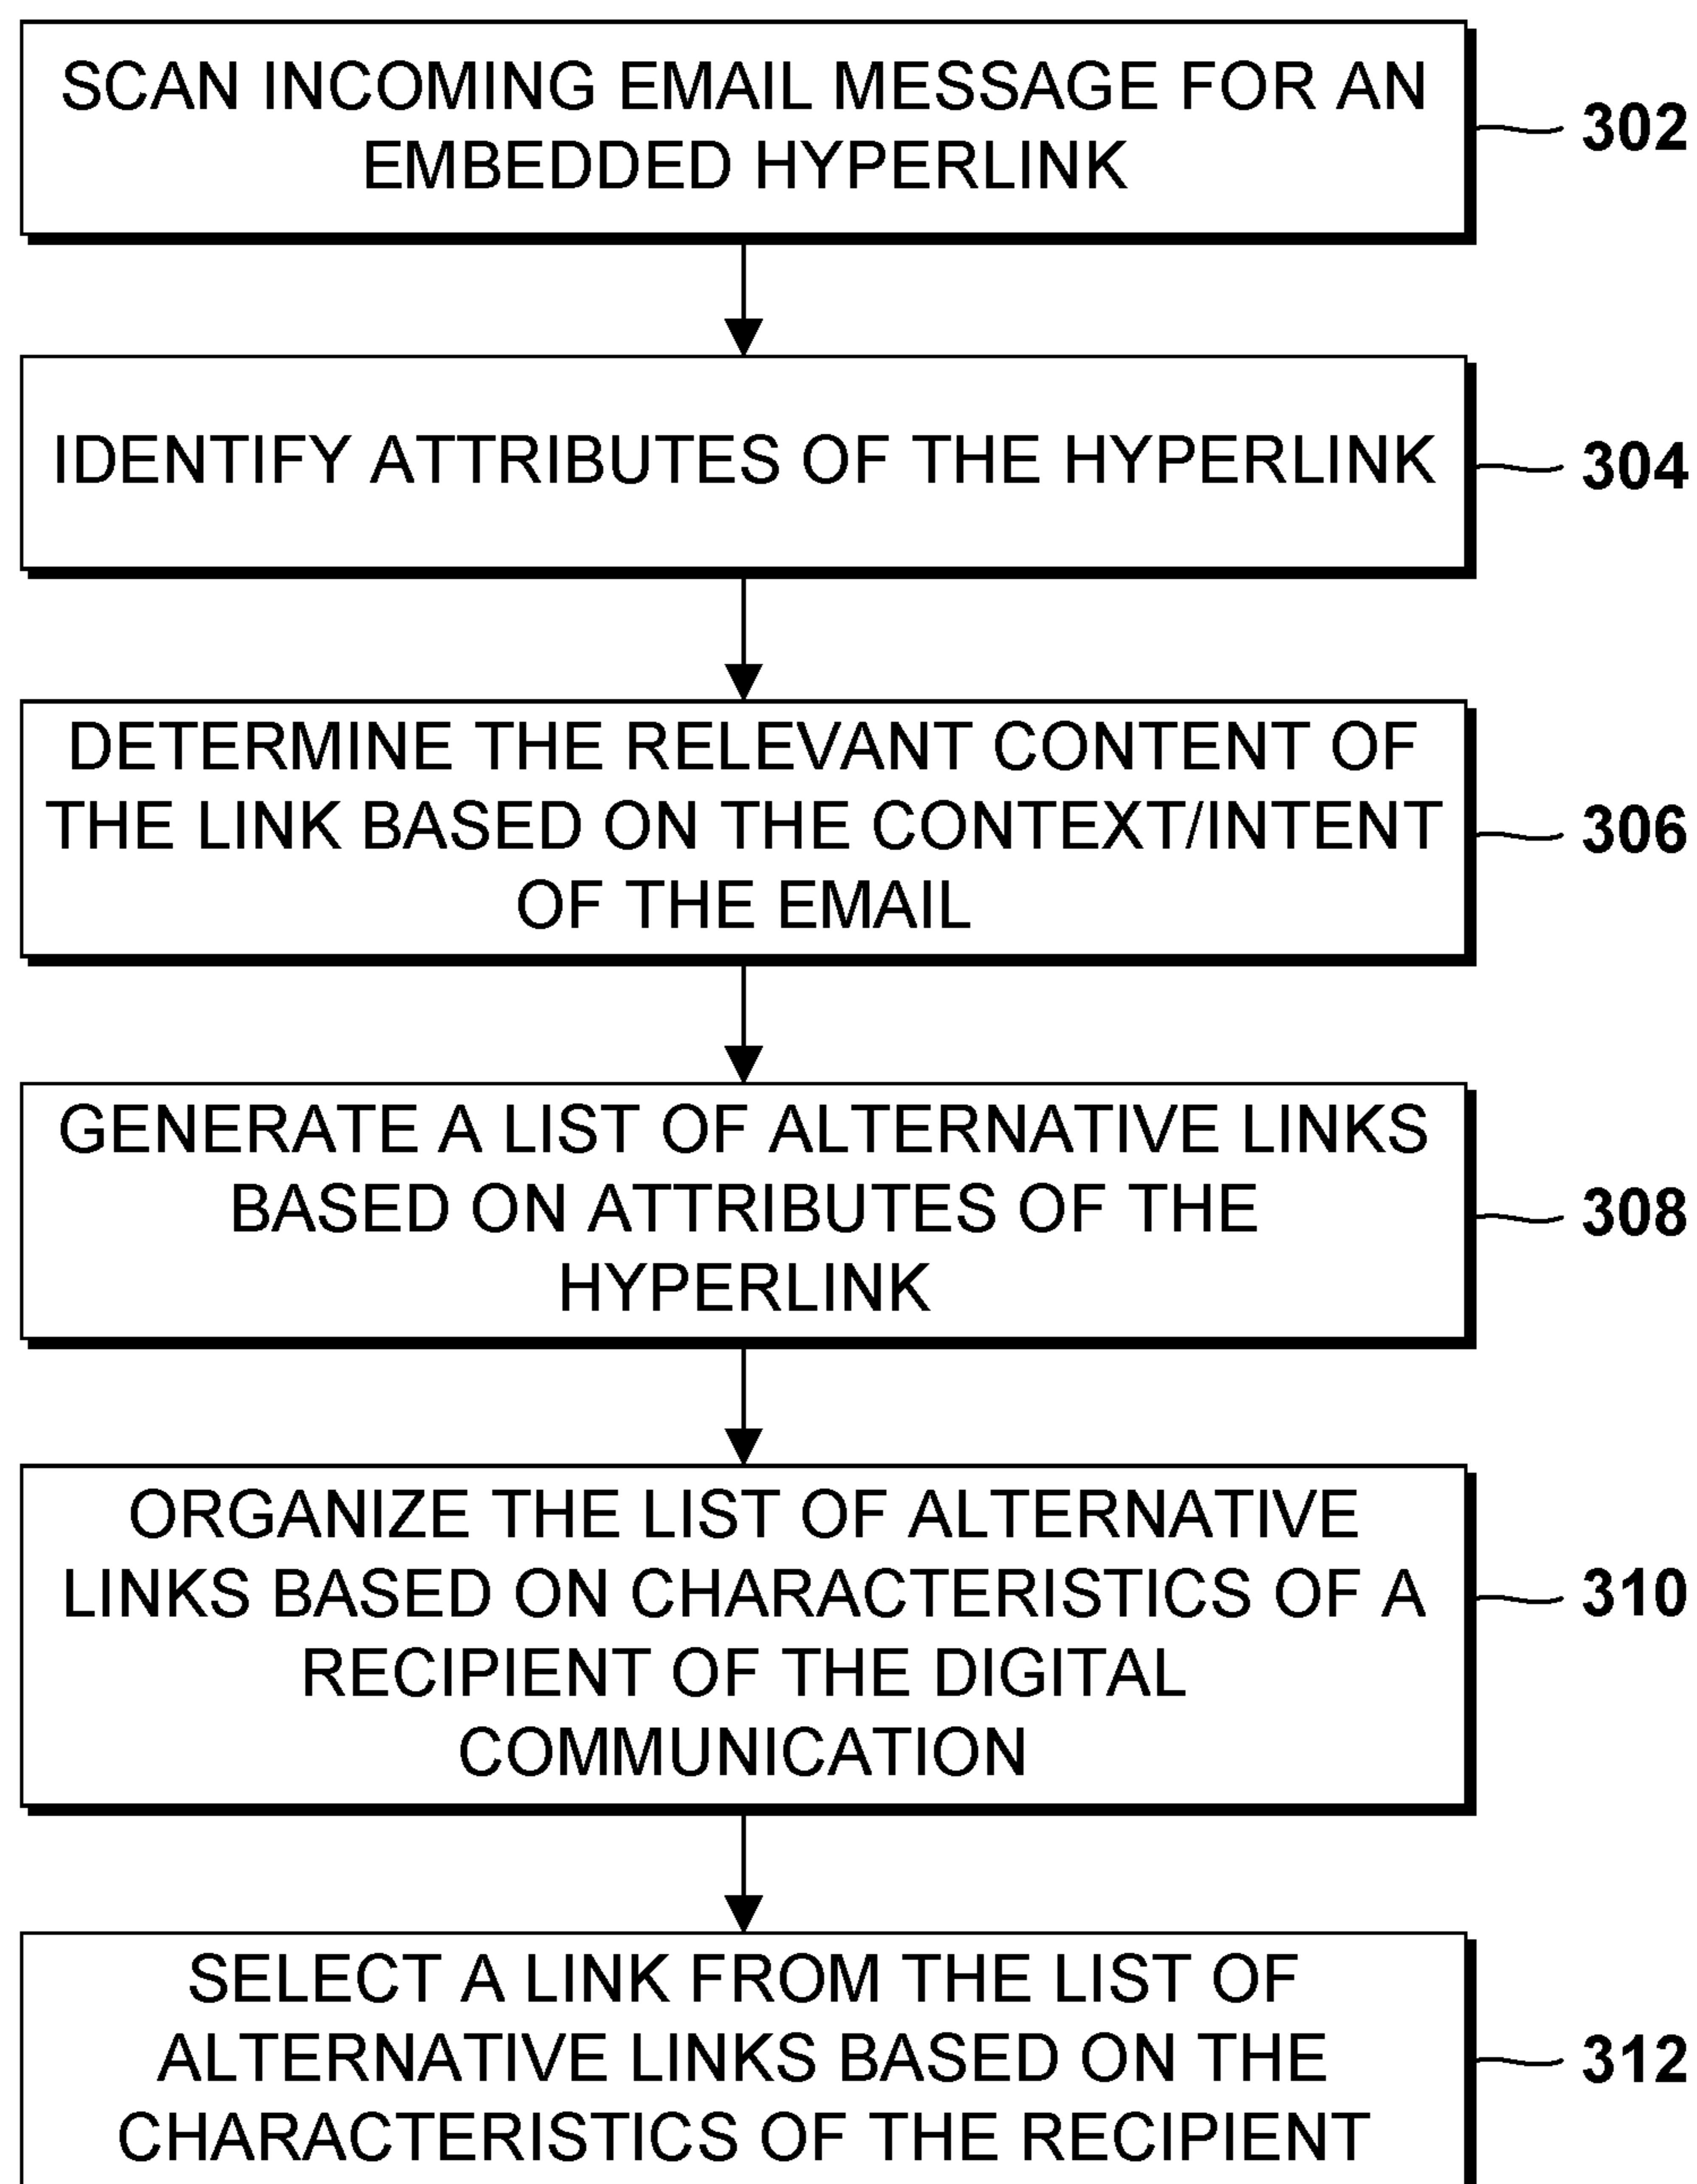 SCAN INCOMING EMAIL MESSAGE FOR AN
EMBEDDED HYPERLINK
302
IDENTIFY ATTRIBUTES OF THE HYPERLINK
304
DETERMINE THE RELEVANT CONTENT OF
THE LINK BASED ON THE CONTEXT/INTENT
OF THE EMAIL
306
GENERATE A LIST OF ALTERNATIVE LINKS
BASED ON ATTRIBUTES OF THE
HYPERLINK
308
ORGANIZE THE LIST OF ALTERNATIVE
LINKS BASED ON CHARACTERISTICS OF A
RECIPIENT OF THE DIGITAL
COMMUNICATION
310
SELECT A LINK FROM THE LIST OF
ALTERNATIVE LINKS BASED ON THE
CHARACTERISTICS OF THE RECIPIENT
312